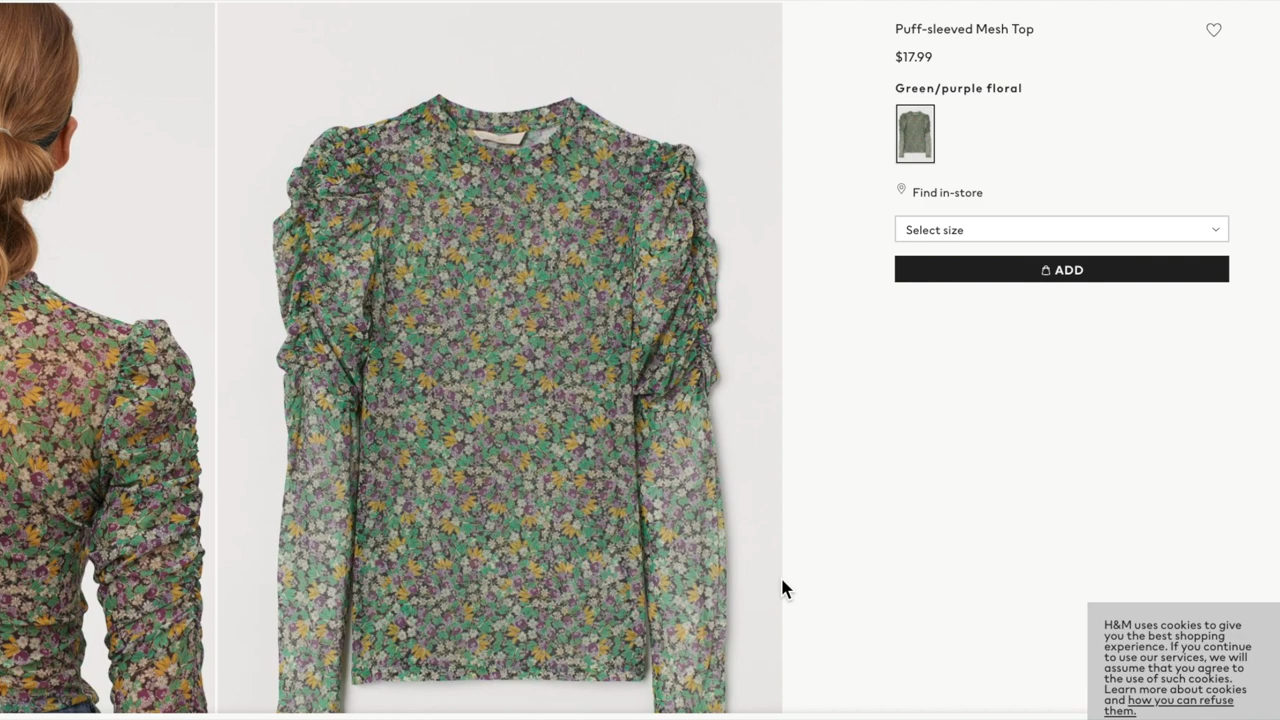 Puff-sleeved Mesh Top
$17.99
Green/purple floral
Find in-store
Select size
ADD
H&M uses cookies to give
you the best shopping
experience. If you continue
to use our services, we will
assume that you agree to
the use of such cookies.
Learn more about cookies
and how you can refuse
them.